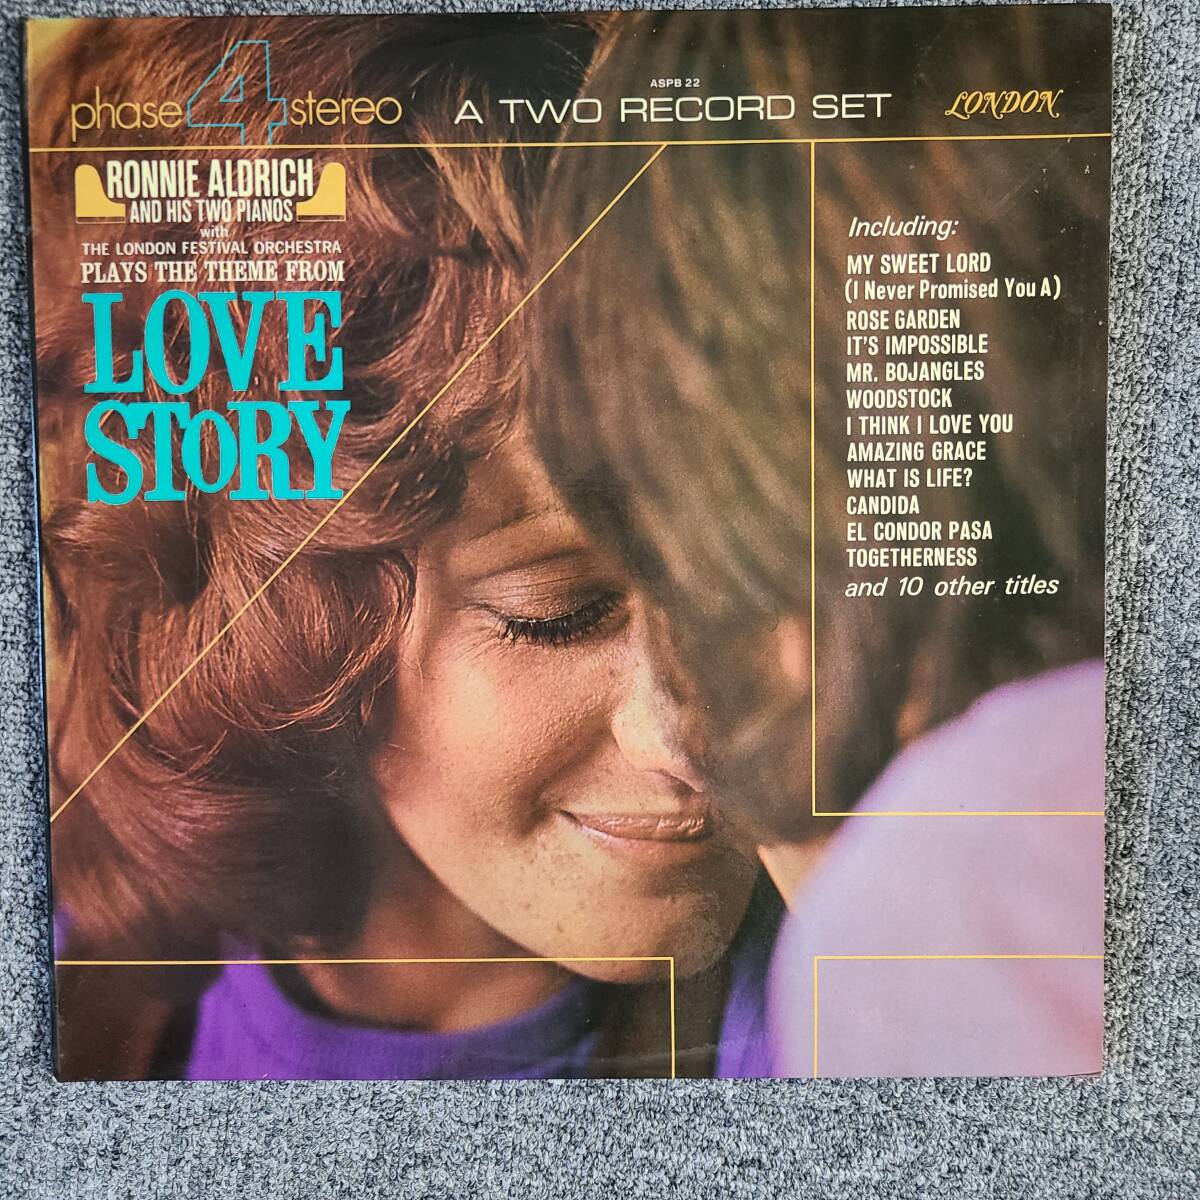 phase 4 stereo
ASPB 22
A TWO RECORD SET
LONDON
RONNIE ALDRICH
AND HIS TWO PIANOS
with
THE LONDON FESTIVAL ORCHESTRA
PLAYS THE THEME FROM
LOVE
STORY
Including:
MY SWEET LORD
(I Never Promised You A)
ROSE GARDEN
IT'S IMPOSSIBLE
MR. BOJANGLES
WOODSTOCK
I THINK I LOVE YOU
AMAZING GRACE
WHAT IS LIFE?
CANDIDA
EL CONDOR PASA
TOGETHERNESS
and 10 other titles